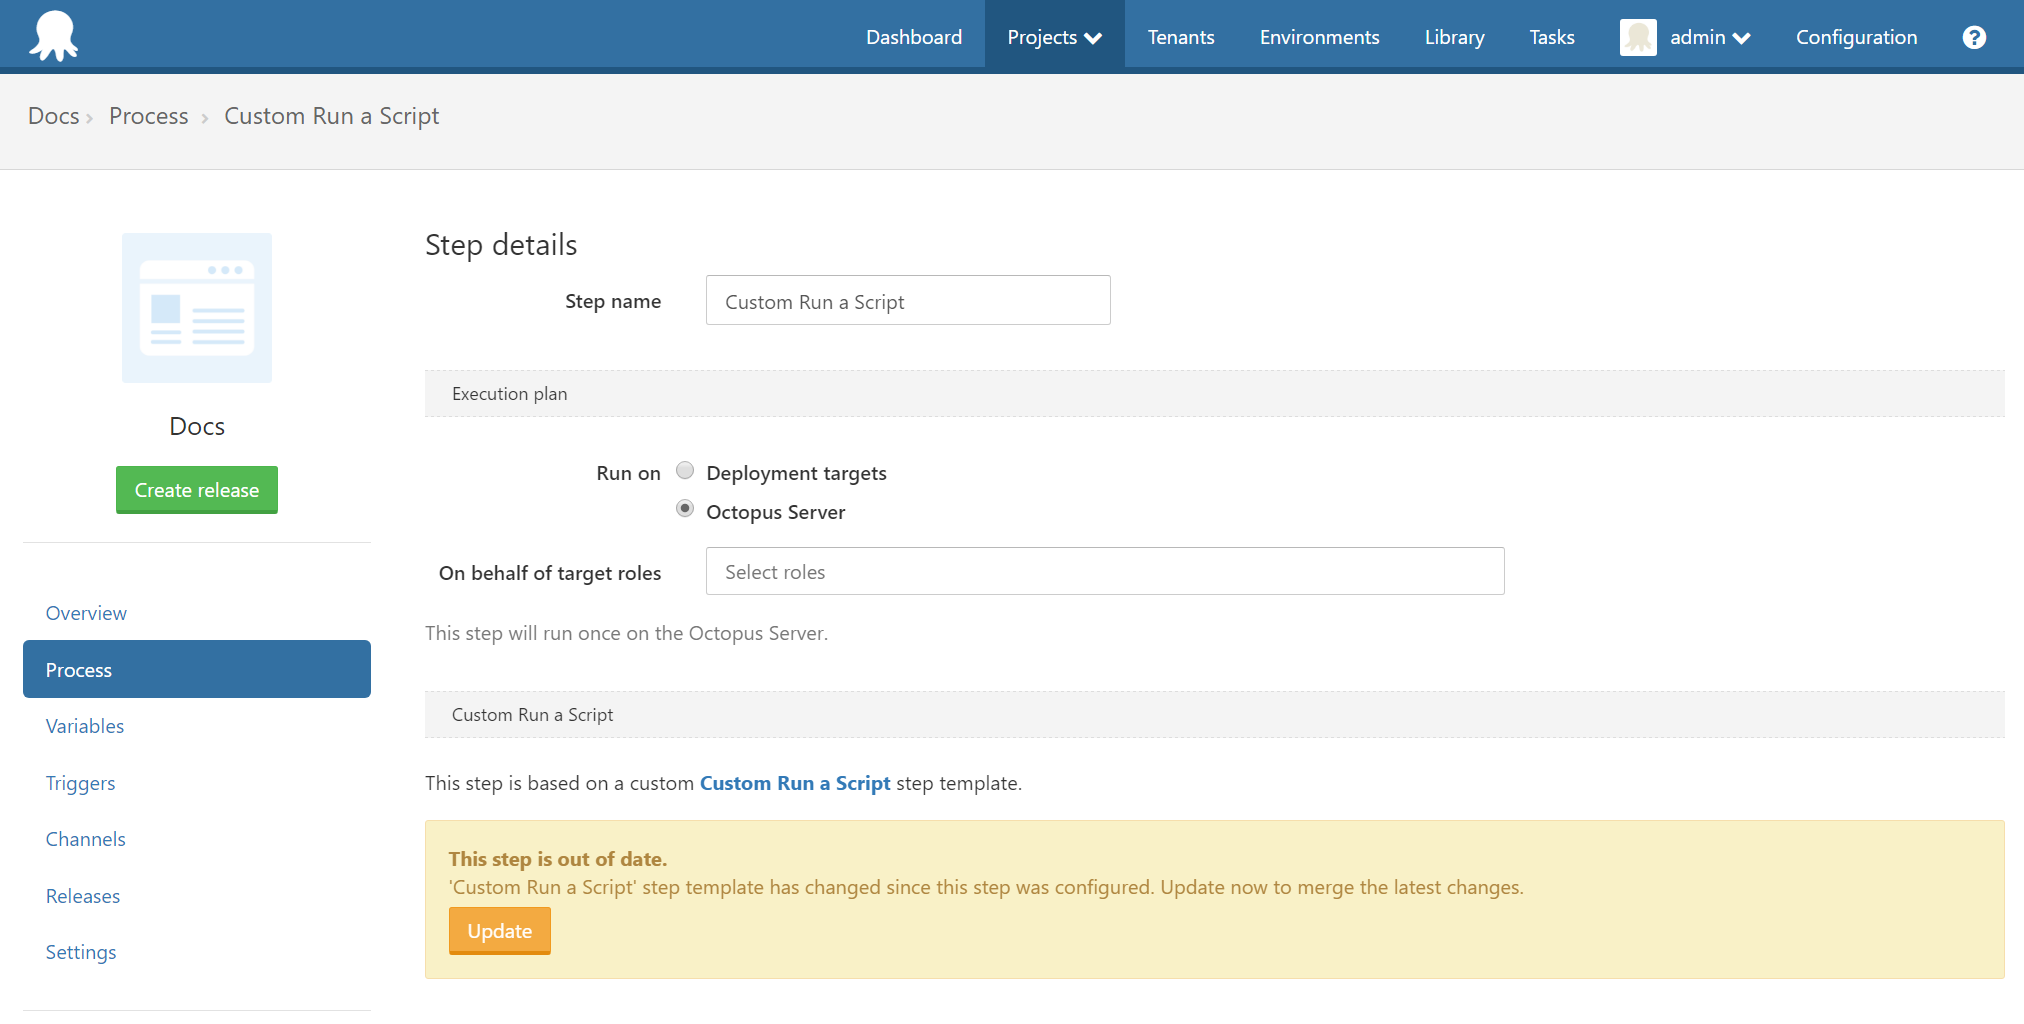 Dashboard Projects Tenants Environments Library Tasks admin Configuration ?
Docs › Process › Custom Run a Script
Docs
Create release
Overview
Process
Variables
Triggers
Channels
Releases
Settings
Step details
Step name Custom Run a Script
Execution plan
Run on Deployment targets
Octopus Server
On behalf of target roles Select roles
This step will run once on the Octopus Server.
Custom Run a Script
This step is based on a custom Custom Run a Script step template.
This step is out of date.
'Custom Run a Script' step template has changed since this step was configured. Update now to merge the latest changes.
Update